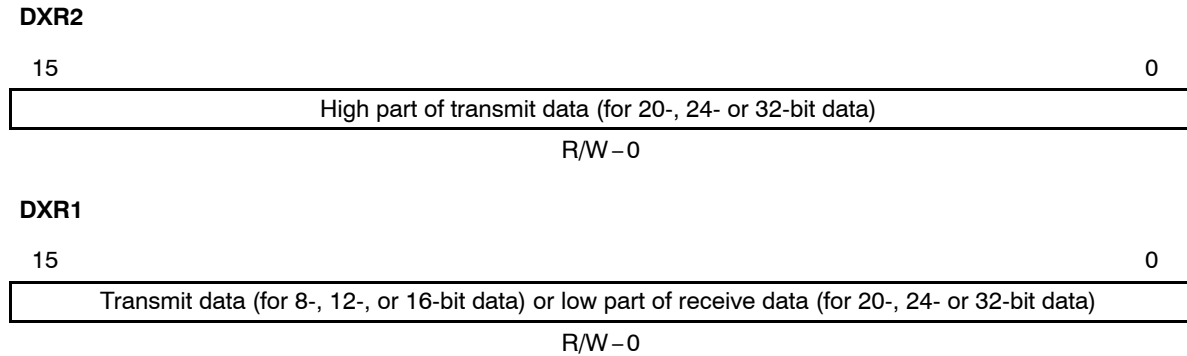 DXR2
15 0
High part of transmit data (for 20-, 24- or 32-bit data)
R/W–0
DXR1
15 0
Transmit data (for 8-, 12-, or 16-bit data) or low part of receive data (for 20-, 24- or 32-bit data)
R/W–0